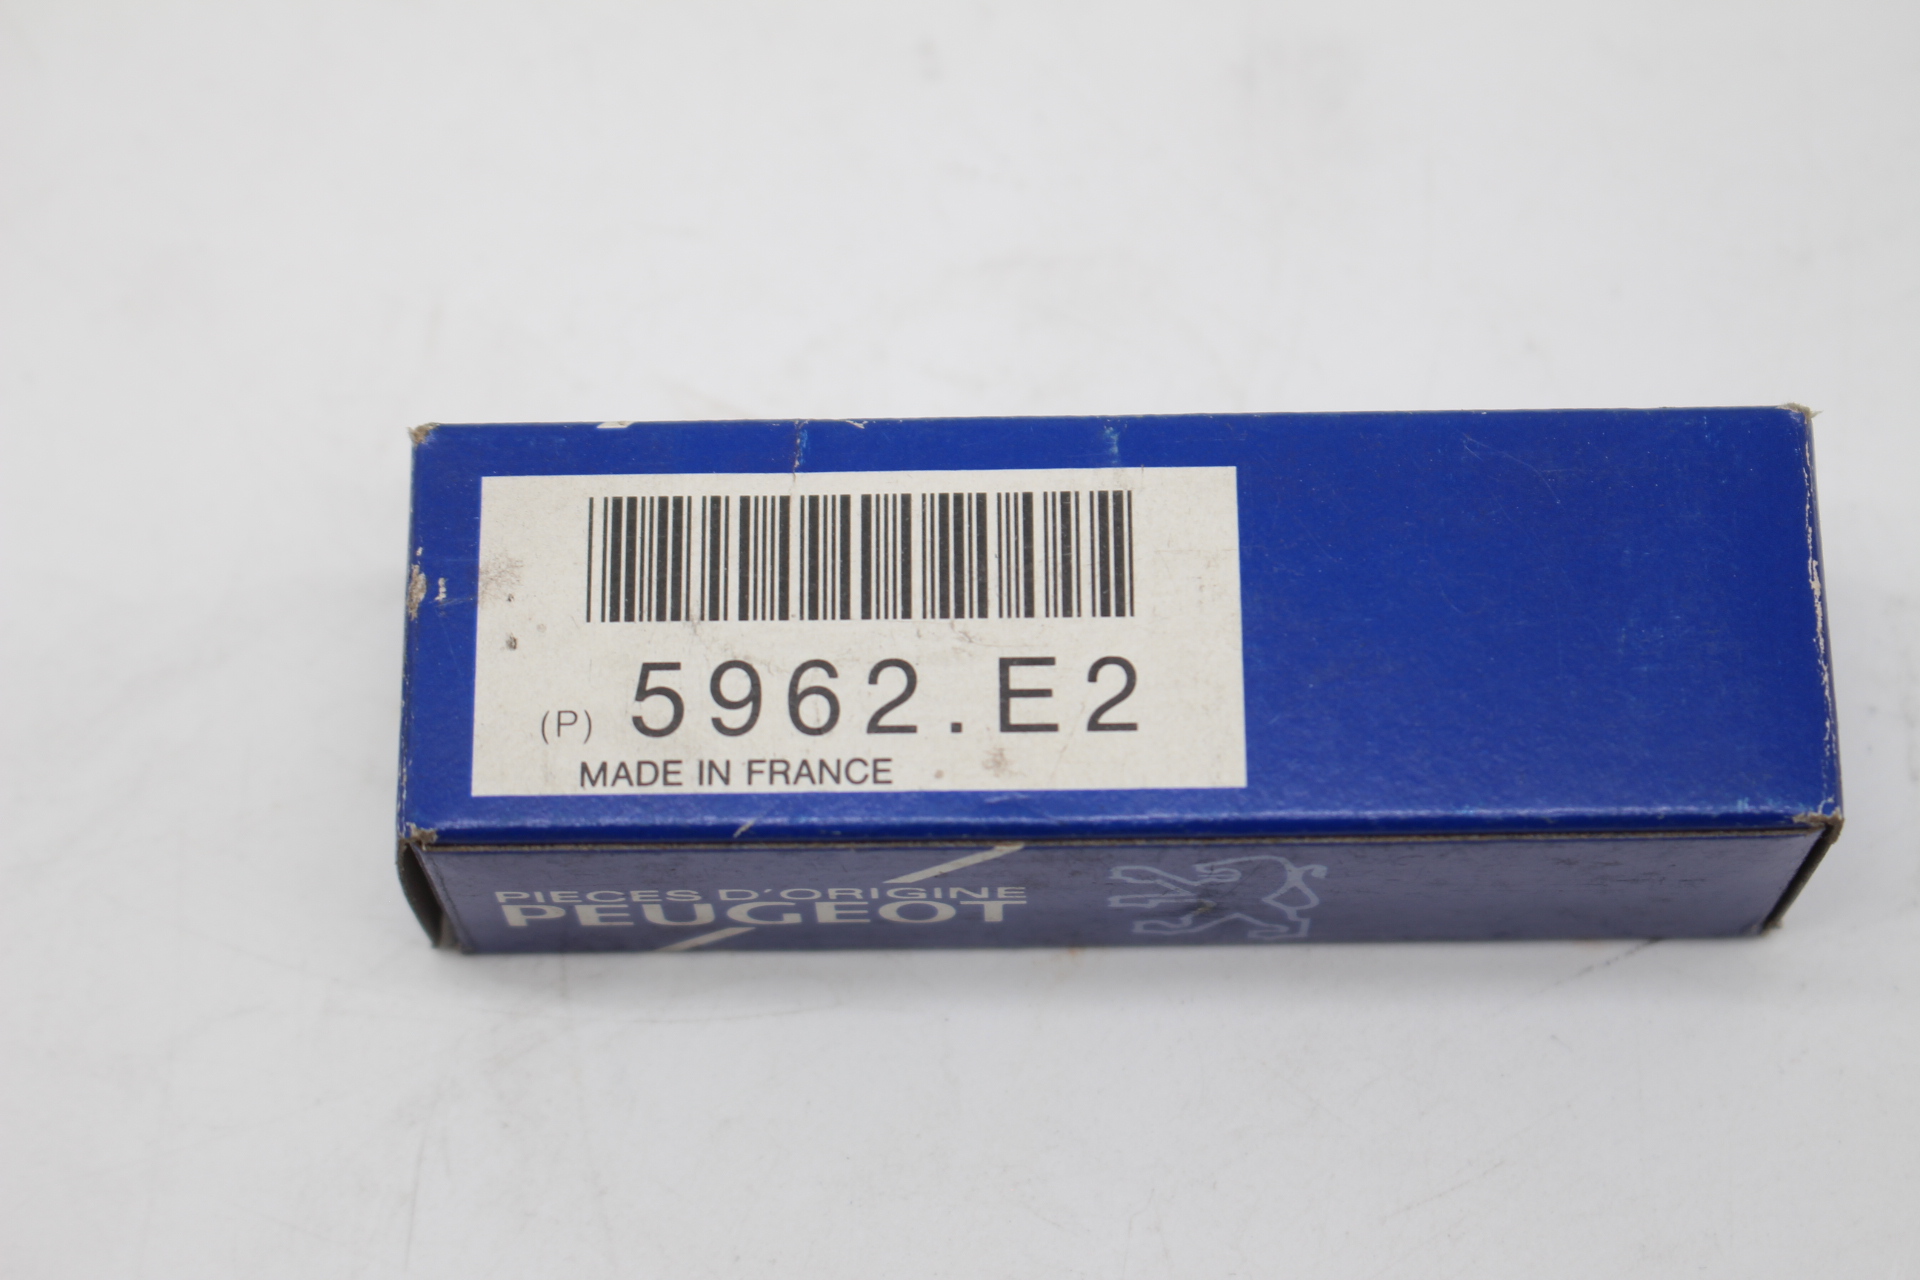 (P) 5962.E2
MADE IN FRANCE
PIECES D'ORIGINE
PEUGEOT